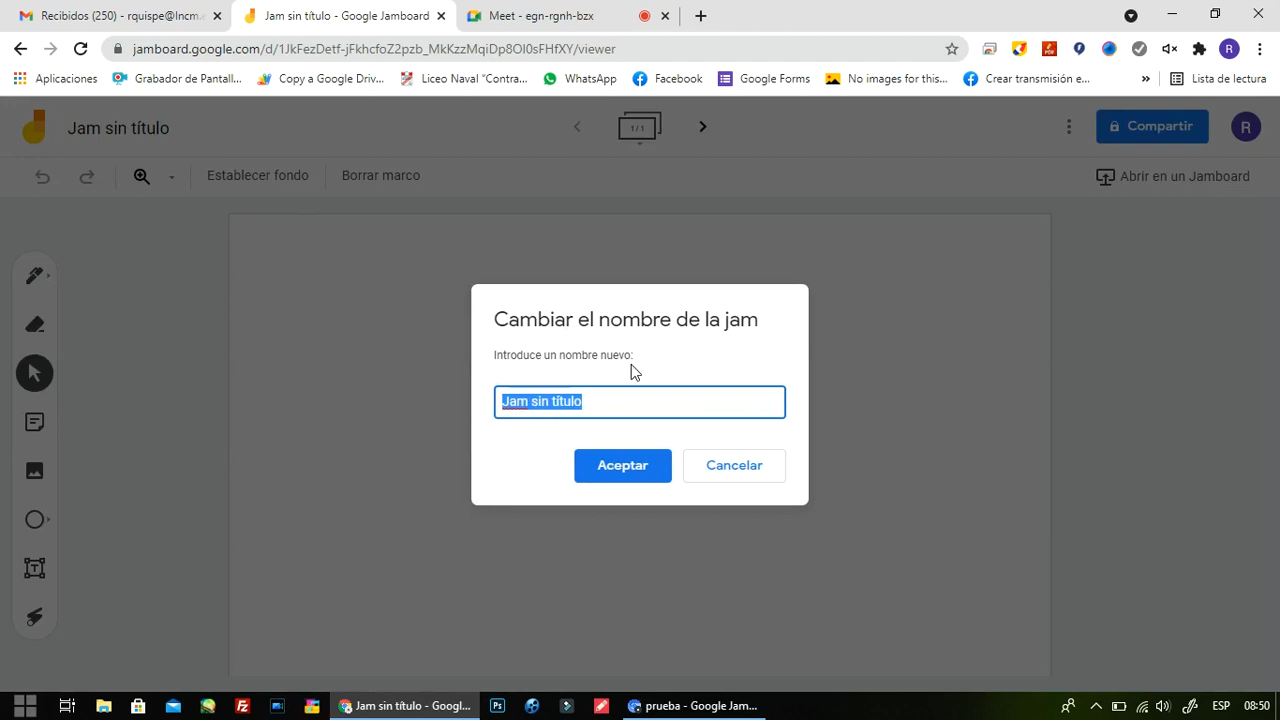 Recibidos (250) - rquispe@lncm.
Jam sin título - Google Jamboard
Meet - egn-rgnh-bzx
jamboard.google.com/d/1JkFezDetf-jFkhcfoZ2pzb_MkKzzMqiDp8OI0sFHfXY/viewer
R
Aplicaciones
Grabador de Pantall...
Copy a Google Driv...
Liceo Naval “Contra...
WhatsApp
Facebook
Google Forms
No images for this...
Crear transmisión e...
»
Lista de lectura
Jam sin título
1 / 1
Compartir
R
Establecer fondo
Borrar marco
Abrir en un Jamboard
Cambiar el nombre de la jam
Introduce un nombre nuevo:
Jam sin título
Aceptar
Cancelar
Jam sin título - Googl...
prueba - Google Jam...
ESP
08:50